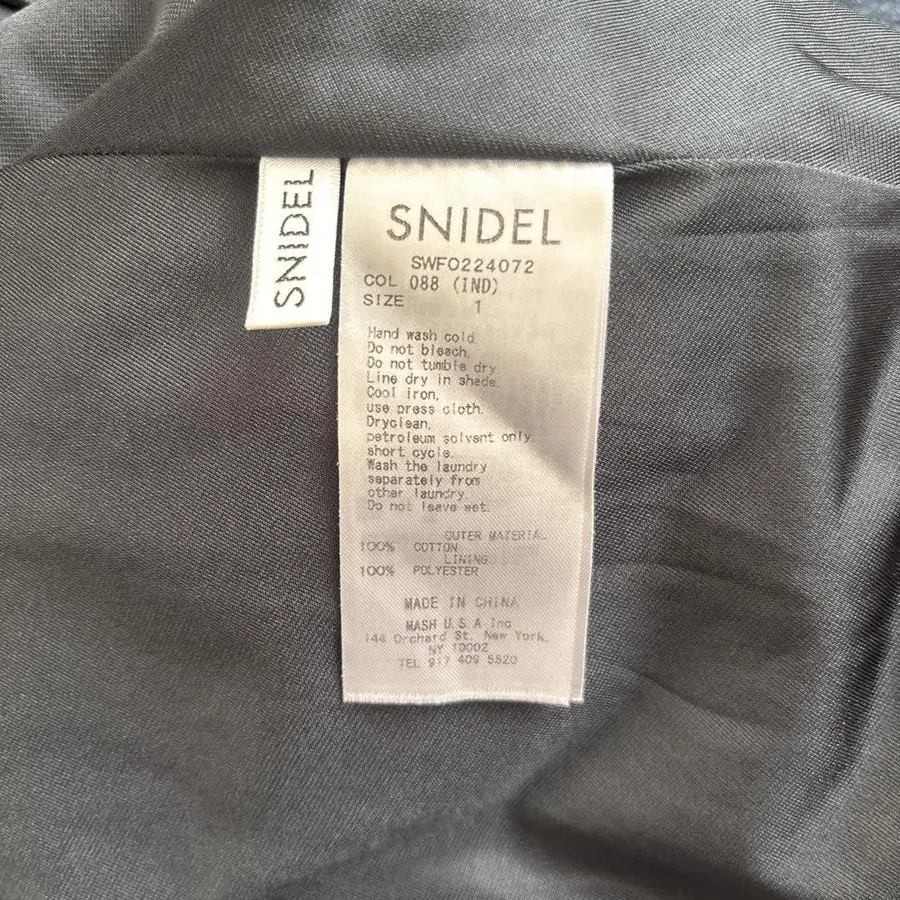 SNIDEL
SNIDEL
SWFO224072
COL 088 (IND)
SIZE 1
Hand wash cold.
Do not bleach.
Do not tumble dry.
Line dry in shade.
Cool iron,
use press cloth.
Dryclean,
petroleum solvent only.
short cycle.
Wash the laundry
separately from
other laundry.
Do not leave wet.
OUTER MATERIAL
100% COTTON
LINING
100% POLYESTER
MADE IN CHINA
MASH U.S.A Inc
144 Orchard St, New York,
NY 10002
TEL 917 409 5520